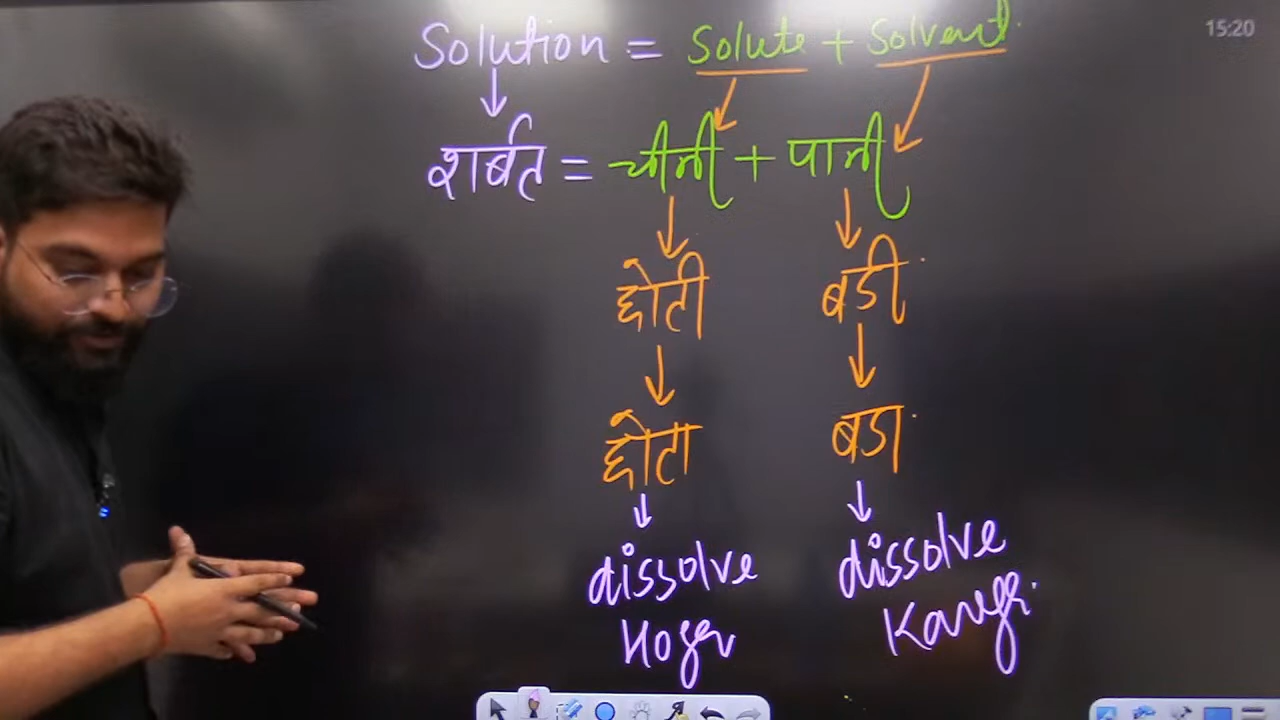 15:20
Solution = Solute + Solvent
शर्बत = चीनी + पानी
छोटी बडी
छोटा बडा
dissolve dissolve
Hoga Karega